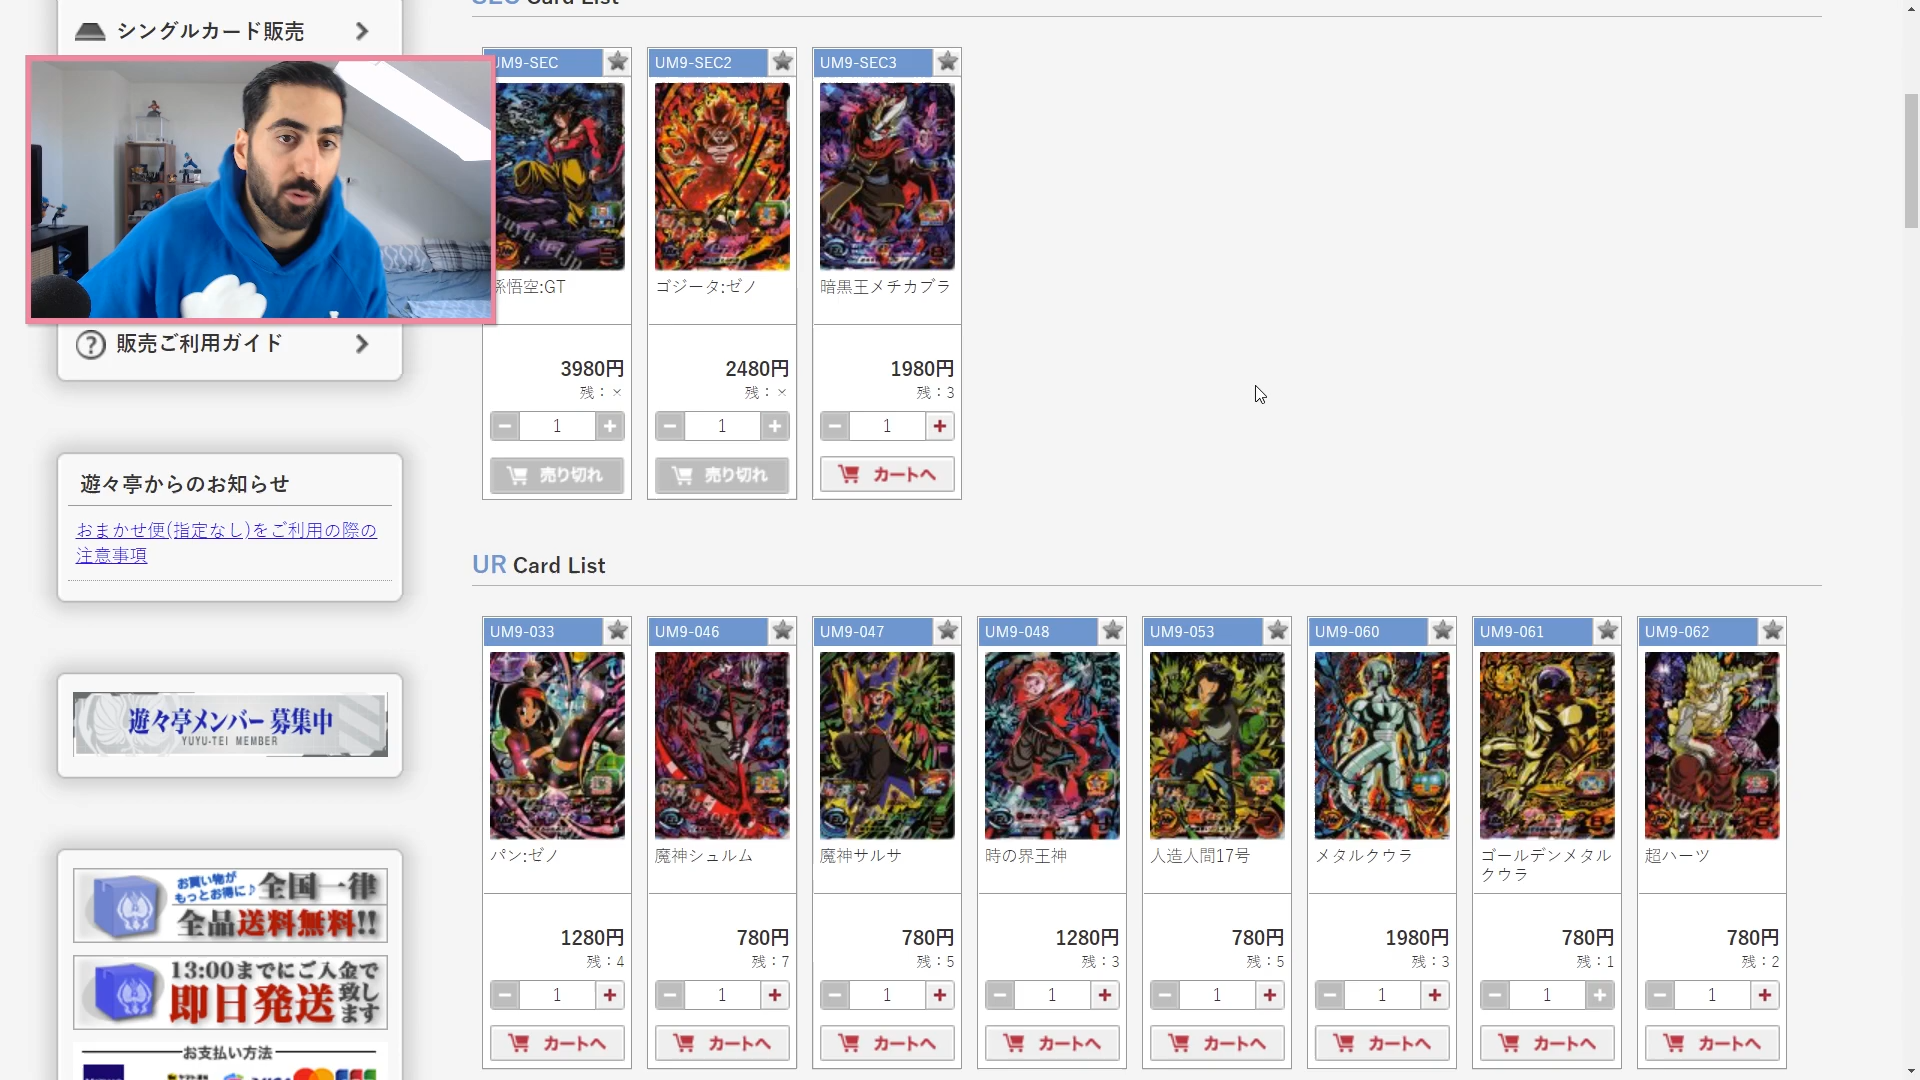 シングルカード販売
Card List
UM9-SEC
UM9-SEC2
UM9-SEC3
孫悟空:GT
ゴジータ:ゼノ
暗黒王メチカブラ
3980円
2480円
1980円
残：×
残：×
残：3
1
1
1
売り切れ
売り切れ
カートへ
販売ご利用ガイド
遊々亭からのお知らせ
おまかせ便(指定なし)をご利用の際の
注意事項
遊々亭メンバー募集中
YUYU-TEI MEMBER
お買い物が
もっとお得に♪
全国一律
全品送料無料!!
13:00までにご入金で
即日発送致します
お支払い方法
UR Card List
UM9-033
UM9-046
UM9-047
UM9-048
UM9-053
UM9-060
UM9-061
UM9-062
パン:ゼノ
魔神シュルム
魔神サルサ
時の界王神
人造人間17号
メタルクウラ
ゴールデンメタル
クウラ
超ハーツ
1280円
780円
780円
1280円
780円
1980円
780円
780円
残：4
残：7
残：5
残：3
残：5
残：3
残：1
残：2
1
1
1
1
1
1
1
1
カートへ
カートへ
カートへ
カートへ
カートへ
カートへ
カートへ
カートへ